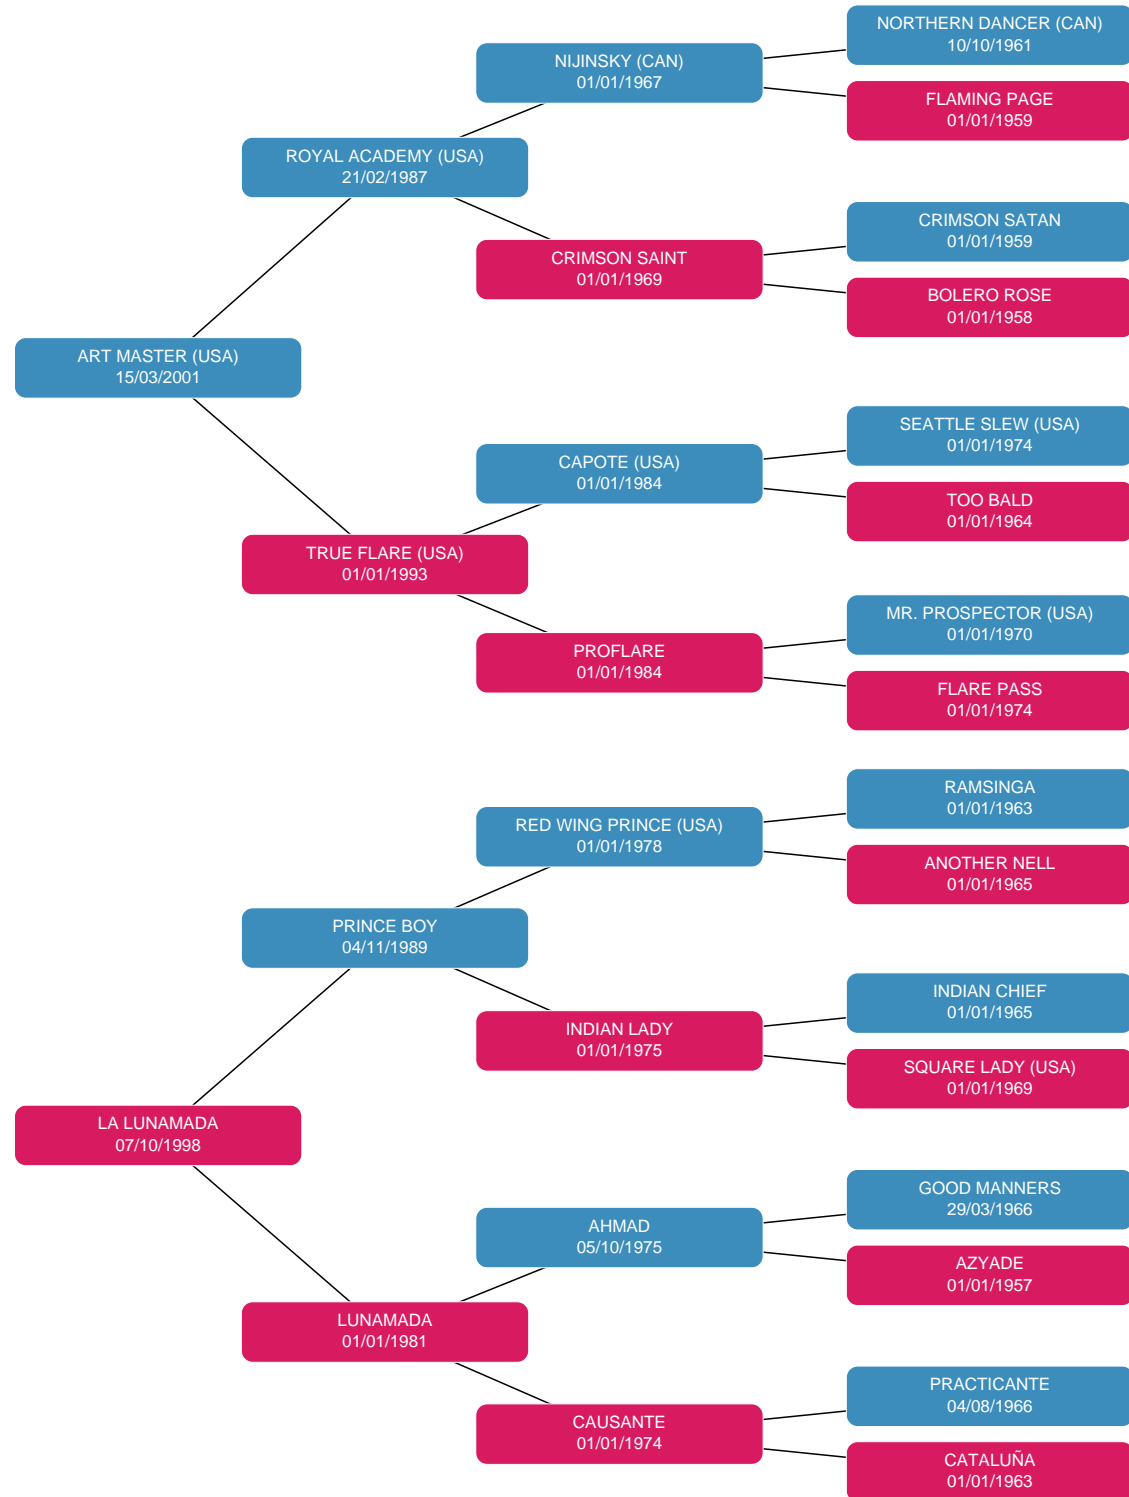 NORTHERN DANCER (CAN)
10/10/1961
NIJINSKY (CAN)
01/01/1967
FLAMING PAGE
01/01/1959
ROYAL ACADEMY (USA)
21/02/1987
CRIMSON SATAN
01/01/1959
CRIMSON SAINT
01/01/1969
BOLERO ROSE
01/01/1958
ART MASTER (USA)
15/03/2001
SEATTLE SLEW (USA)
01/01/1974
CAPOTE (USA)
01/01/1984
TOO BALD
01/01/1964
TRUE FLARE (USA)
01/01/1993
MR. PROSPECTOR (USA)
01/01/1970
PROFLARE
01/01/1984
FLARE PASS
01/01/1974
RAMSINGA
01/01/1963
RED WING PRINCE (USA)
01/01/1978
ANOTHER NELL
01/01/1965
PRINCE BOY
04/11/1989
INDIAN CHIEF
01/01/1965
INDIAN LADY
01/01/1975
SQUARE LADY (USA)
01/01/1969
LA LUNAMADA
07/10/1998
GOOD MANNERS
29/03/1966
AHMAD
05/10/1975
AZYADE
01/01/1957
LUNAMADA
01/01/1981
PRACTICANTE
04/08/1966
CAUSANTE
01/01/1974
CATALUÑA
01/01/1963